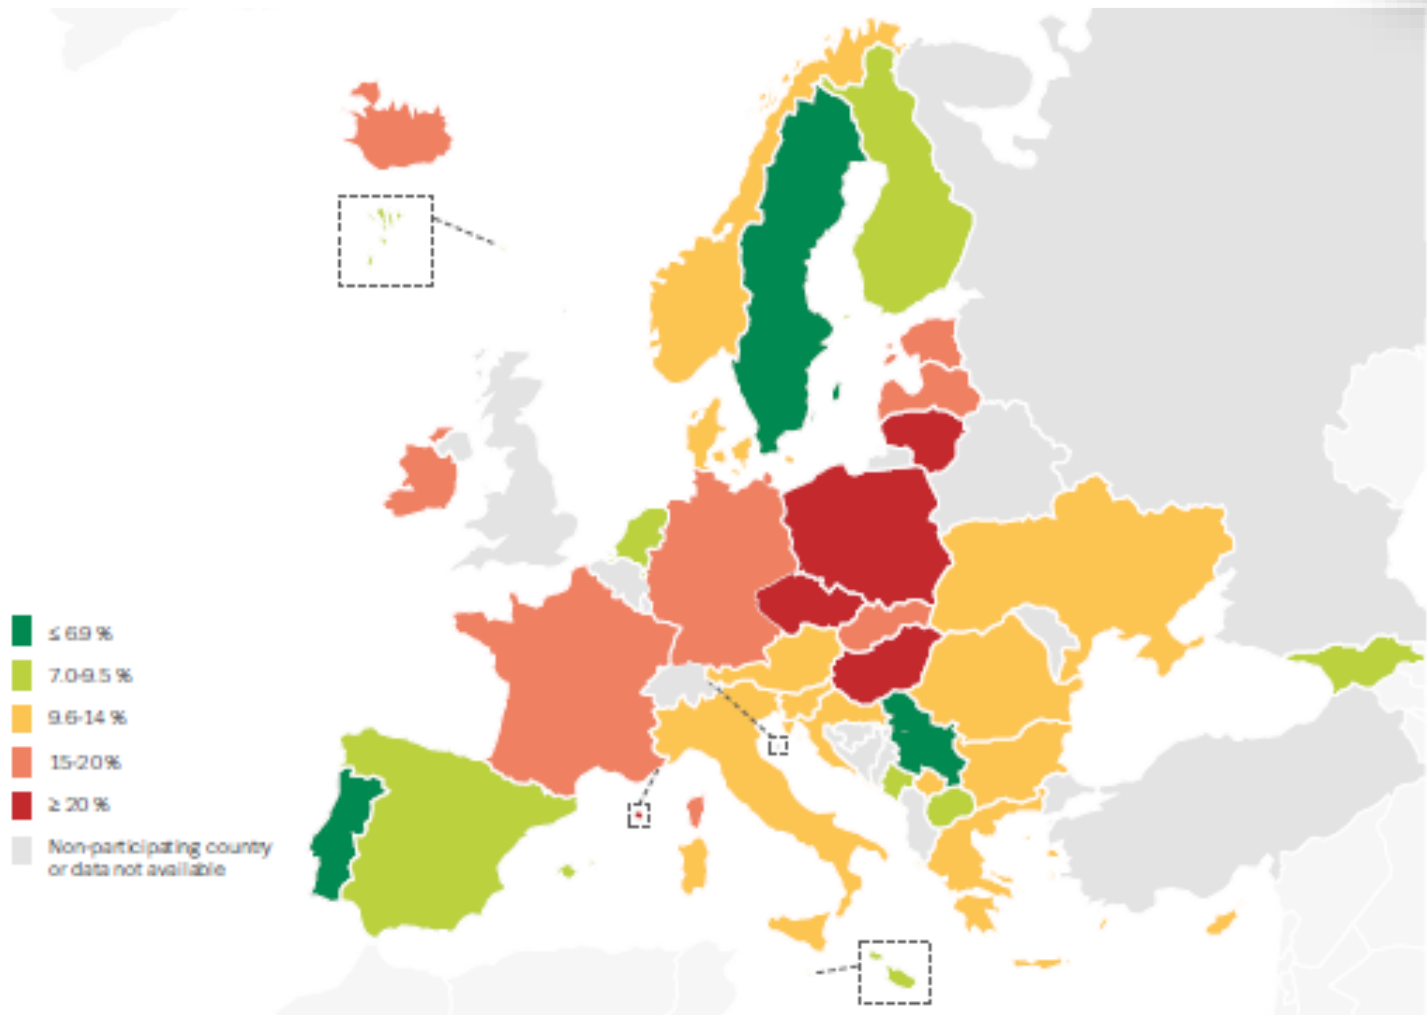 ≤ 6.9 %
7.0-9.5 %
9.6-14 %
15-20 %
≥ 20 %
Non-participating country
or data not available